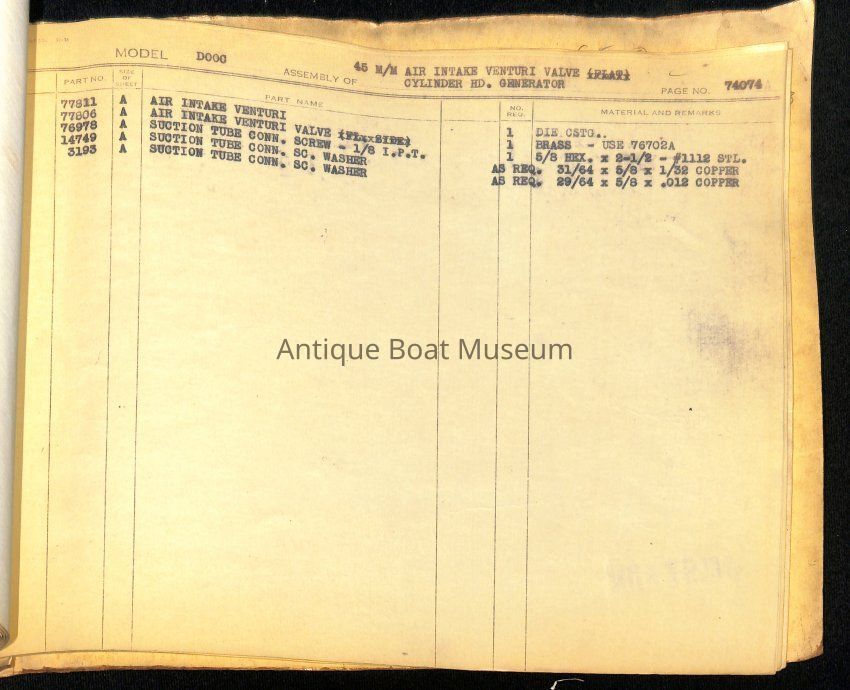 MODEL D00C ASSEMBLY OF 45 M/M AIR INTAKE VENTURI VALVE (FLAT)
CYLINDER HD. GENERATOR PAGE NO. 74074
PART NO. SIZE OF SHEET PART NAME NO. REQ. MATERIAL AND REMARKS
77811 A AIR INTAKE VENTURI 1 DIE CSTG..
77806 A AIR INTAKE VENTURI VALVE 1 BRASS - USE 76702A
76978 A SUCTION TUBE CONN. SCREW - 1/8 I.P.T. 1 5/8 HEX. x 2-1/2 - #1112 STL.
14749 A SUCTION TUBE CONN. SC. WASHER AS REQ. 31/64 x 5/8 x 1/32 COPPER
3193 A SUCTION TUBE CONN. SC. WASHER AS REQ. 29/64 x 5/8 x .012 COPPER
Antique Boat Museum